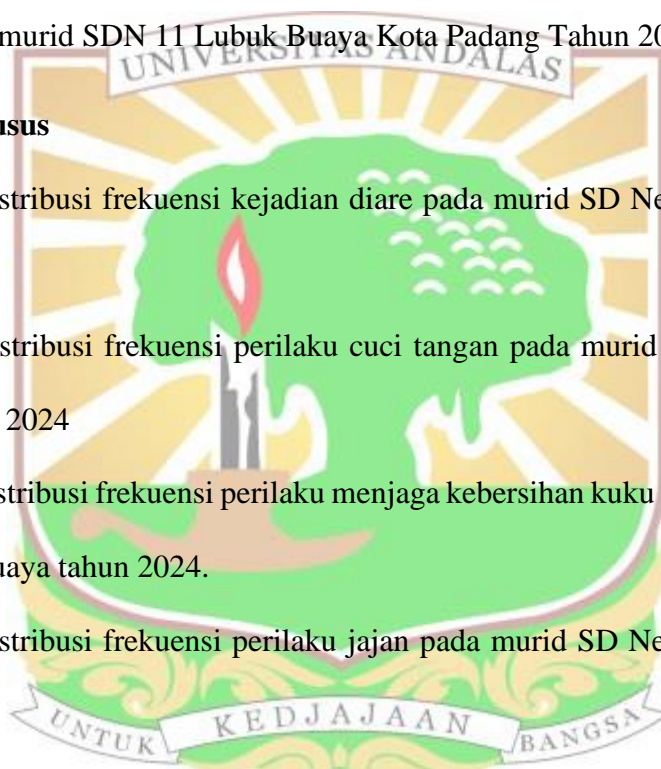 murid SDN 11 Lubuk Buaya Kota Padang Tahun 20
UNIVERSITAS ANDALAS
usus
stribusi frekuensi kejadian diare pada murid SD Ne
stribusi frekuensi perilaku cuci tangan pada murid
2024
stribusi frekuensi perilaku menjaga kebersihan kuku
uaya tahun 2024.
stribusi frekuensi perilaku jajan pada murid SD Ne
UNTUK KEDJAJAAN BANGSA